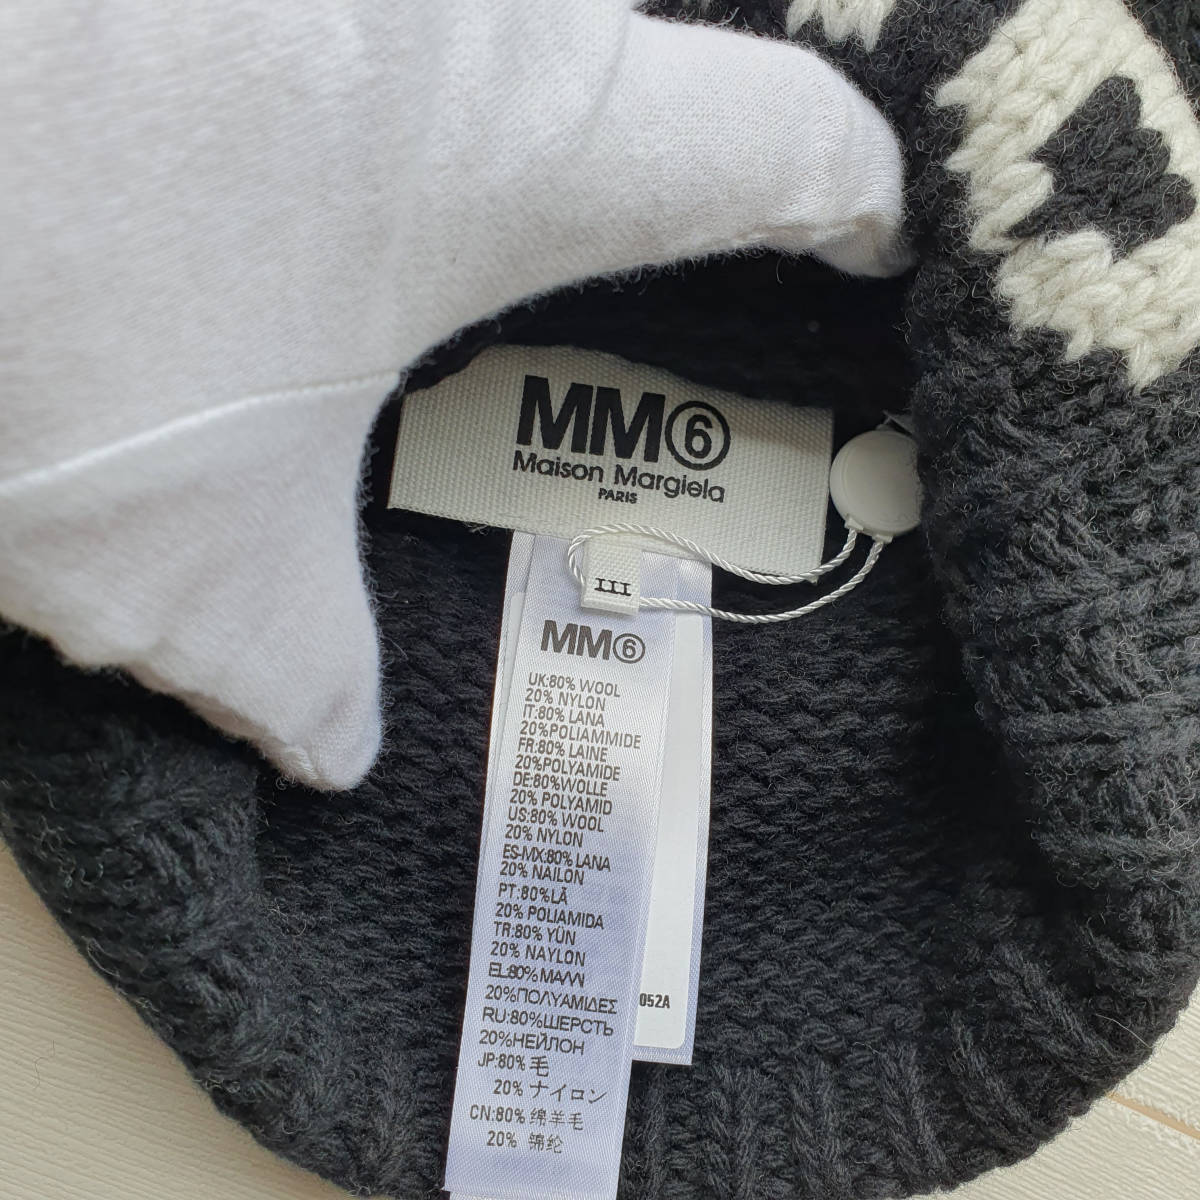 MM⑥
Maison Margiela
PARIS
III
MM⑥
UK:80% WOOL
20% NYLON
IT:80% LANA
20%POLIAMMIDE
FR:80% LAINE
20%POLYAMIDE
DE:80%WOLLE
20% POLYAMID
US:80% WOOL
20% NYLON
ES-MX:80% LANA
20% NAILON
PT:80%LÃ
20% POLIAMIDA
TR:80% YÜN
20% NAYLON
EL:80% ΜΑΛΛΙ
20%ΠΟΛΥΑΜΙΔΕΣ
RU:80%ШЕРСТЬ
20%НЕЙЛОН
JP:80% 毛
20% ナイロン
CN:80% 绵羊毛
20% 锦纶
052A